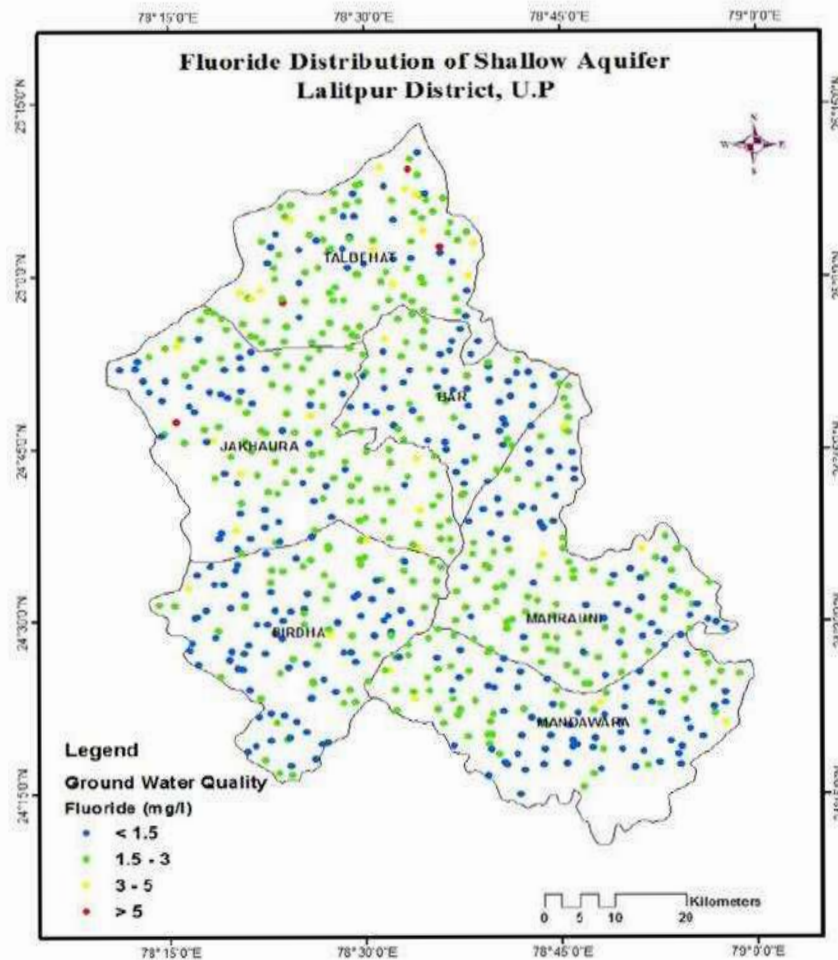 78°15'0"E 78°30'0"E 78°45'0"E 79°0'0"E
Fluoride Distribution of Shallow Aquifer
Lalitpur District, U.P
25°15'0"N
N
W E
S
TALBEHAT
25°0'0"N
BAR
JAKHAURA
24°45'0"N
MAHRAUNI
24°30'0"N
BIRDHA
MANDAWARA
Legend
Ground Water Quality
Fluoride (mg/l)
< 1.5
24°15'0"N
1.5 - 3
3 - 5
> 5
Kilometers
0 5 10 20
78°15'0"E 78°30'0"E 78°45'0"E 79°0'0"E